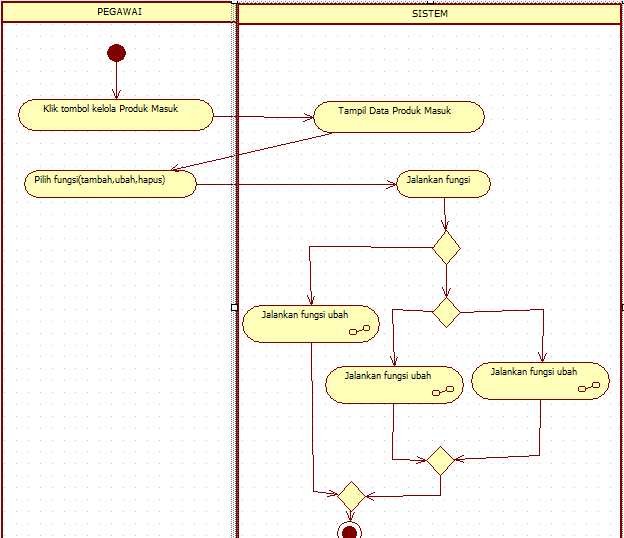 PEGAWAI
SISTEM
Klik tombol kelola Produk Masuk
Tampil Data Produk Masuk
Pilih fungsi(tambah,ubah,hapus)
Jalankan fungsi
Jalankan fungsi ubah
Jalankan fungsi ubah
Jalankan fungsi ubah